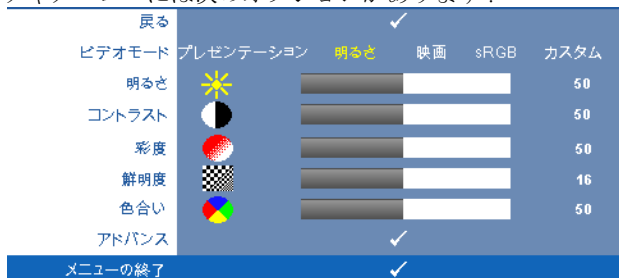 戻る
ビデオモード プレゼンテーション 明るさ 映画 sRGB カスタム
明るさ 50
コントラスト 50
彩度 50
鮮明度 16
色合い 50
アドバンス
メニューの終了